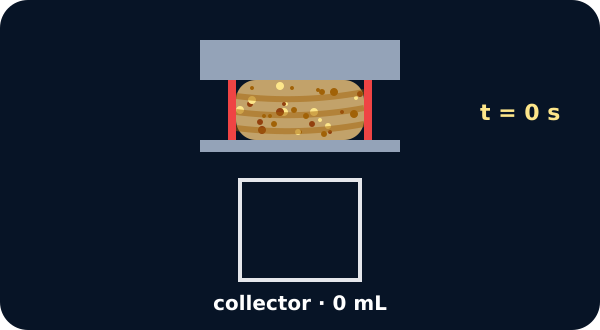 t = 0 s
collector · 0 mL